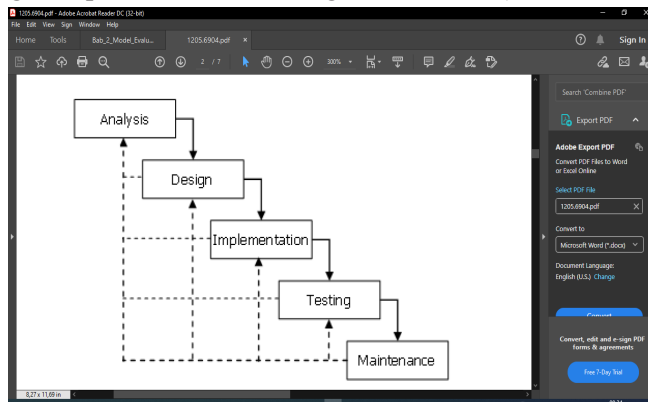 1205.6904.pdf - Adobe Acrobat Reader DC (32-bit)
File Edit View Sign Window Help
Home Tools Bab_2_Model_Evalu... 1205.6904.pdf × Sign In
2 / 7 300%
Search 'Combine PDF'
Export PDF
Adobe Export PDF
Convert PDF Files to Word
or Excel Online
Select PDF File
1205.6904.pdf X
Convert to
Microsoft Word (*.docx)
Document Language:
English (U.S.) Change
Convert
Convert, edit and e-sign PDF
forms & agreements
Free 7-Day Trial
Analysis
Design
Implementation
Testing
Maintenance
8,27 x 11,69 in